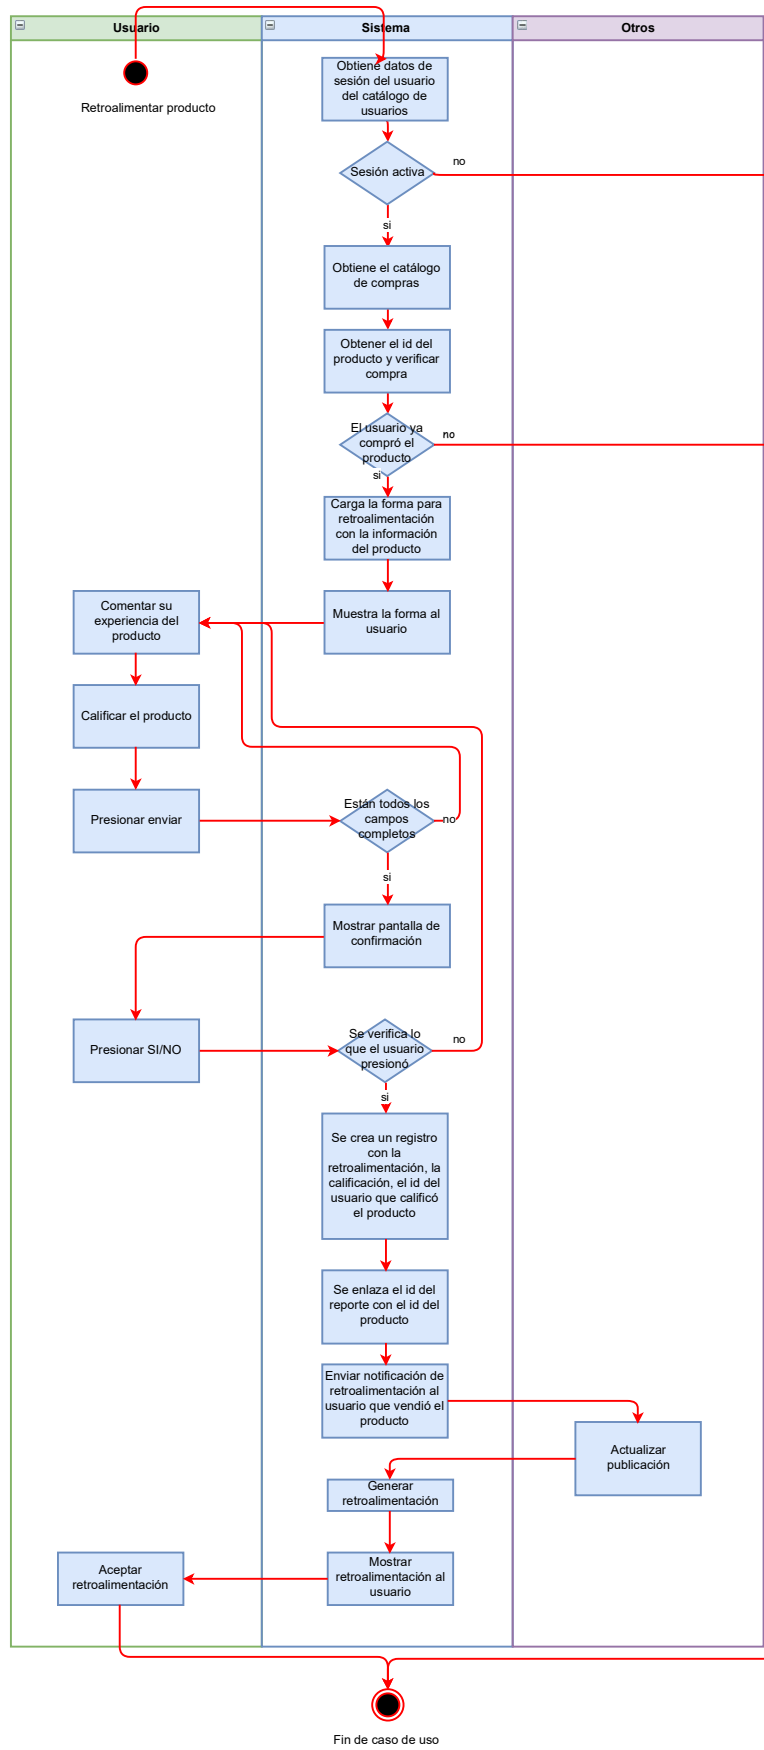 Usuario
Sistema
Otros
Retroalimentar producto
Obtiene datos de
sesión del usuario
del catálogo de
usuarios
Sesión activa
no
si
Obtiene el catálogo
de compras
Obtener el id del
producto y verificar
compra
El usuario ya
compró el
producto
no
si
Carga la forma para
retroalimentación
con la información
del producto
Muestra la forma al
usuario
Comentar su
experiencia del
producto
Calificar el producto
Presionar enviar
Están todos los
campos
completos
no
si
Mostrar pantalla de
confirmación
Presionar SI/NO
Se verifica lo
que el usuario
presionó
no
si
Se crea un registro
con la
retroalimentación, la
calificación, el id del
usuario que calificó
el producto
Se enlaza el id del
reporte con el id del
producto
Enviar notificación de
retroalimentación al
usuario que vendió el
producto
Actualizar
publicación
Generar
retroalimentación
Mostrar
retroalimentación al
usuario
Aceptar
retroalimentación
Fin de caso de uso